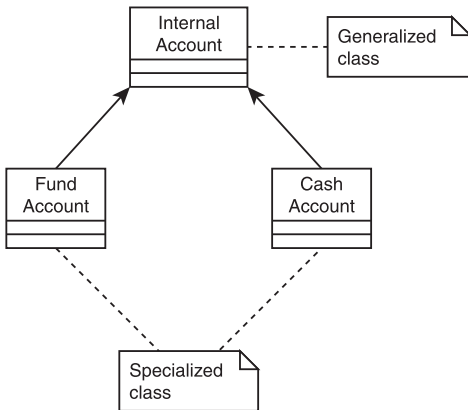 Internal
Account
Generalized
class
Fund
Account
Cash
Account
Specialized
class